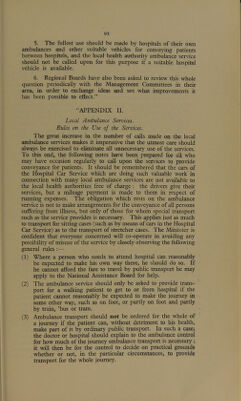 93
5. The fullest use should be made by hospitals of their own
ambulances and other suitable vehicles for conveying patients
between hospitals, and the local health authority ambulance service
should not be called upon for this purpose if a suitable hospital
vehicle is available.
6. Regional Boards have also been asked to review this whole
question periodically with the Management Committees in their
area, in order to exchange ideas and see what improvements it
has been possible to effect."
"APPENDIX II.
Local Ambulance Services.
Rules on the Use of the Services.
The great increase in the number of calls made on the local
ambulance services makes it imperative that the utmost care should
always be exercised to eliminate all unnecessary use of the services.
To this end, the following notes have been prepared for all who
may have occasion regularly to call upon the services to provide
conveyance for patients. It should be remembered that the cars of
the Hospital Car Service which are doing such valuable work in
connection with many local ambulance services are not available to
the local health authorities free of charge: the drivers give their
services, but a mileage payment is made to them in respect of
running expenses. The obligation which rests on the ambulance
service is not to make arrangements for the conveyance of all persons
suffering from illness, but only of those for whom special transport
such as the service provides is necessary. This applies just as much
to transport for sitting cases (such as by means of cars in the Hospital
Car Service) as to the transport of stretcher cases. The Minister is
confident that everyone concerned will co-operate in avoiding any
possibility of misuse of the service by closely observing the following
general rules:—
(1) Where a person who needs to attend hospital can reasonably
be expected to make his own way there, he should do so. If
he cannot afford the fare to travel by public transport he may
apply to the National Assistance Board for help.
(2) The ambulance service should only be asked to provide trans-
port for a walking patient to get to or from hospital if the
patient cannot reasonably be expected to make the journey in
some other way, such as on foot, or partly on foot and partly
by train, 'bus or tram.
(3) Ambulance transport should not be ordered for the whole of
a journey if the patient can, without detriment to his health,
make part of it by ordinary public transport. In such a case,
the doctor or hospital should explain to the ambulance control
for how much of the journey ambulance transport is necessary;
it will then be for the control to decide on practical grounds
whether or not, in the particular circumstances, to provide
transport for the whole journey.